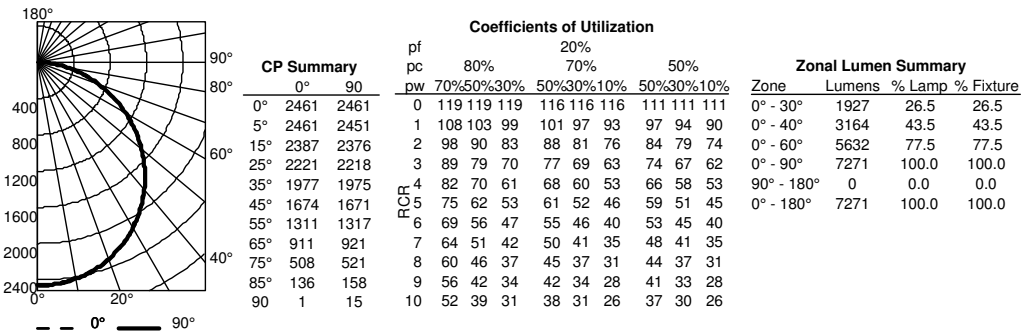 180°
90°
80°
400
800
60°
1200
1600
2000
40°
2400
0° 20°
0° 90°
CP Summary
0° 90
0° 2461 2461
5° 2461 2451
15° 2387 2376
25° 2221 2218
35° 1977 1975
45° 1674 1671
55° 1311 1317
65° 911 921
75° 508 521
85° 136 158
90 1 15
Coefficients of Utilization
pf 20%
pc 80% 70% 50%
pw 70%50%30% 50%30%10% 50%30%10%
RCR
0 119 119 119 116 116 116 111 111 111
1 108 103 99 101 97 93 97 94 90
2 98 90 83 88 81 76 84 79 74
3 89 79 70 77 69 63 74 67 62
4 82 70 61 68 60 53 66 58 53
5 75 62 53 61 52 46 59 51 45
6 69 56 47 55 46 40 53 45 40
7 64 51 42 50 41 35 48 41 35
8 60 46 37 45 37 31 44 37 31
9 56 42 34 42 34 28 41 33 28
10 52 39 31 38 31 26 37 30 26
Zonal Lumen Summary
Zone Lumens % Lamp % Fixture
0° - 30° 1927 26.5 26.5
0° - 40° 3164 43.5 43.5
0° - 60° 5632 77.5 77.5
0° - 90° 7271 100.0 100.0
90° - 180° 0 0.0 0.0
0° - 180° 7271 100.0 100.0